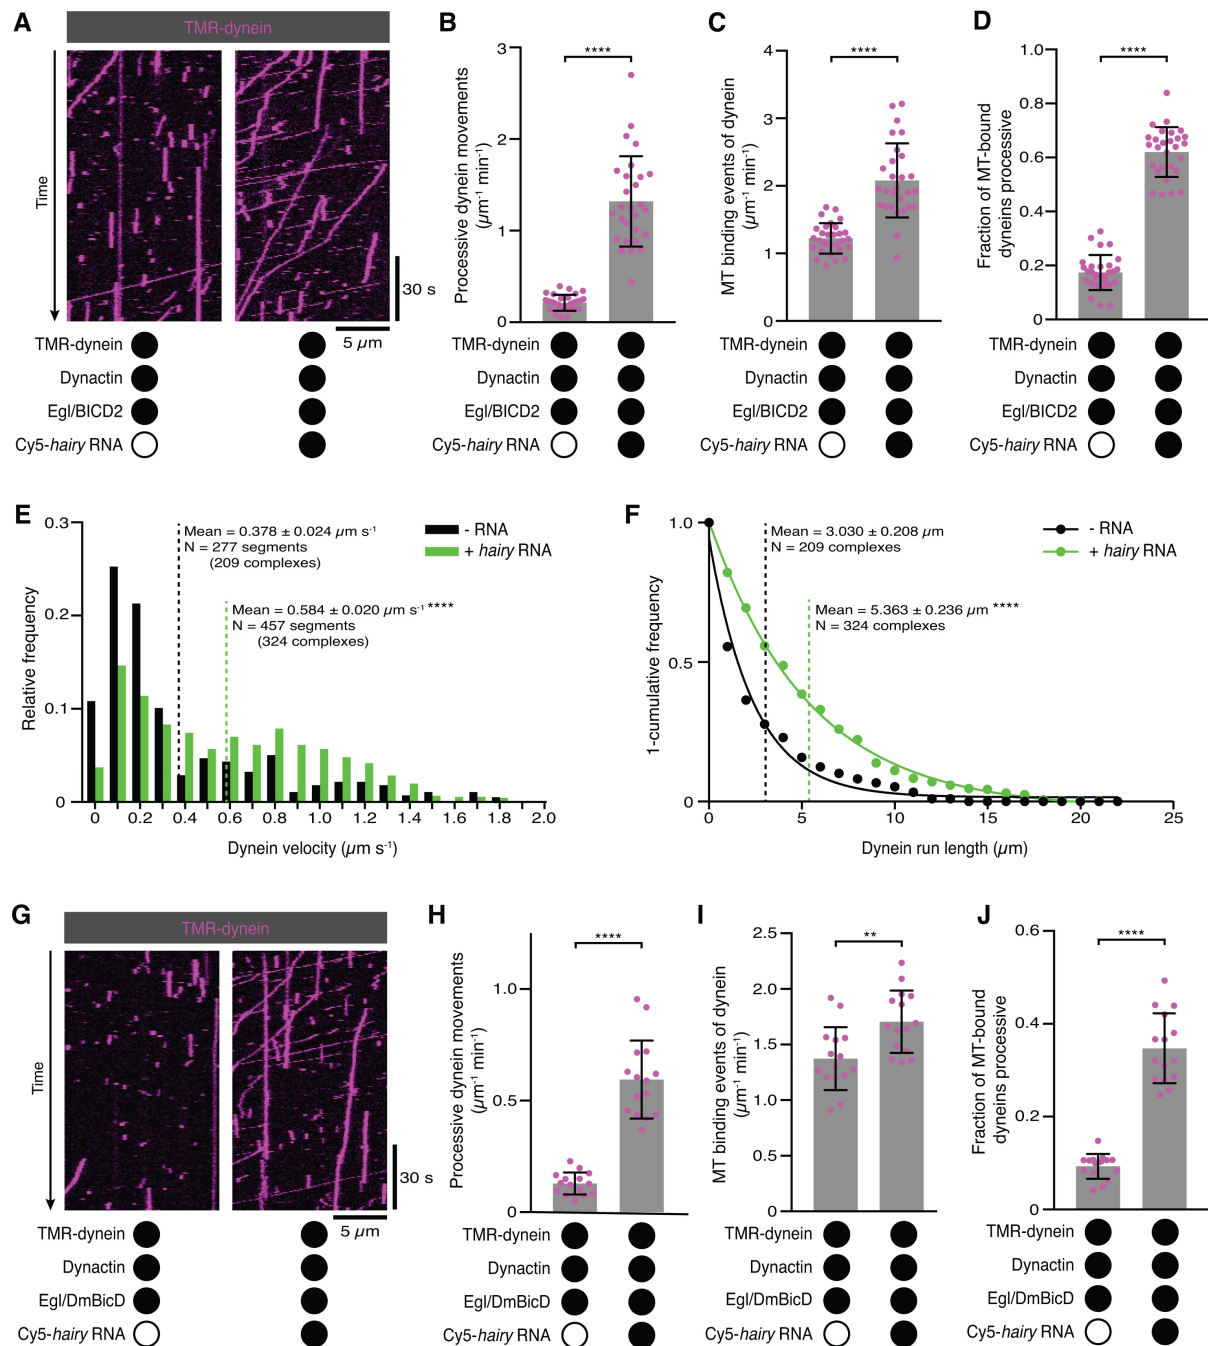 A
TMR-dynein
Time
30 s
5 µm
TMR-dynein
Dynactin
Egl/BICD2
Cy5-hairy RNA
B
Processive dynein movements
(µm⁻¹ min⁻¹)
3
2
1
0
****
TMR-dynein
Dynactin
Egl/BICD2
Cy5-hairy RNA
C
MT binding events of dynein
(µm⁻¹ min⁻¹)
4
3
2
1
0
****
TMR-dynein
Dynactin
Egl/BICD2
Cy5-hairy RNA
D
Fraction of MT-bound
dyneins processive
1.0
0.8
0.6
0.4
0.2
0
****
TMR-dynein
Dynactin
Egl/BICD2
Cy5-hairy RNA
E
Relative frequency
0.3
0.2
0.1
0
Mean = 0.378 ± 0.024 µm s⁻¹
N = 277 segments
(209 complexes)
Mean = 0.584 ± 0.020 µm s⁻¹ ****
N = 457 segments
(324 complexes)
- RNA
+ hairy RNA
0 0.2 0.4 0.6 0.8 1.0 1.2 1.4 1.6 1.8 2.0
Dynein velocity (µm s⁻¹)
F
1-cumulative frequency
1.0
0.5
0
Mean = 3.030 ± 0.208 µm
N = 209 complexes
Mean = 5.363 ± 0.236 µm ****
N = 324 complexes
- RNA
+ hairy RNA
0 5 10 15 20 25
Dynein run length (µm)
G
TMR-dynein
Time
30 s
5 µm
TMR-dynein
Dynactin
Egl/DmBicD
Cy5-hairy RNA
H
Processive dynein movements
(µm⁻¹ min⁻¹)
1.0
0.5
0
****
TMR-dynein
Dynactin
Egl/DmBicD
Cy5-hairy RNA
I
MT binding events of dynein
(µm⁻¹ min⁻¹)
2.5
2.0
1.5
1.0
0.5
0
**
TMR-dynein
Dynactin
Egl/DmBicD
Cy5-hairy RNA
J
Fraction of MT-bound
dyneins processive
0.6
0.4
0.2
0
****
TMR-dynein
Dynactin
Egl/DmBicD
Cy5-hairy RNA